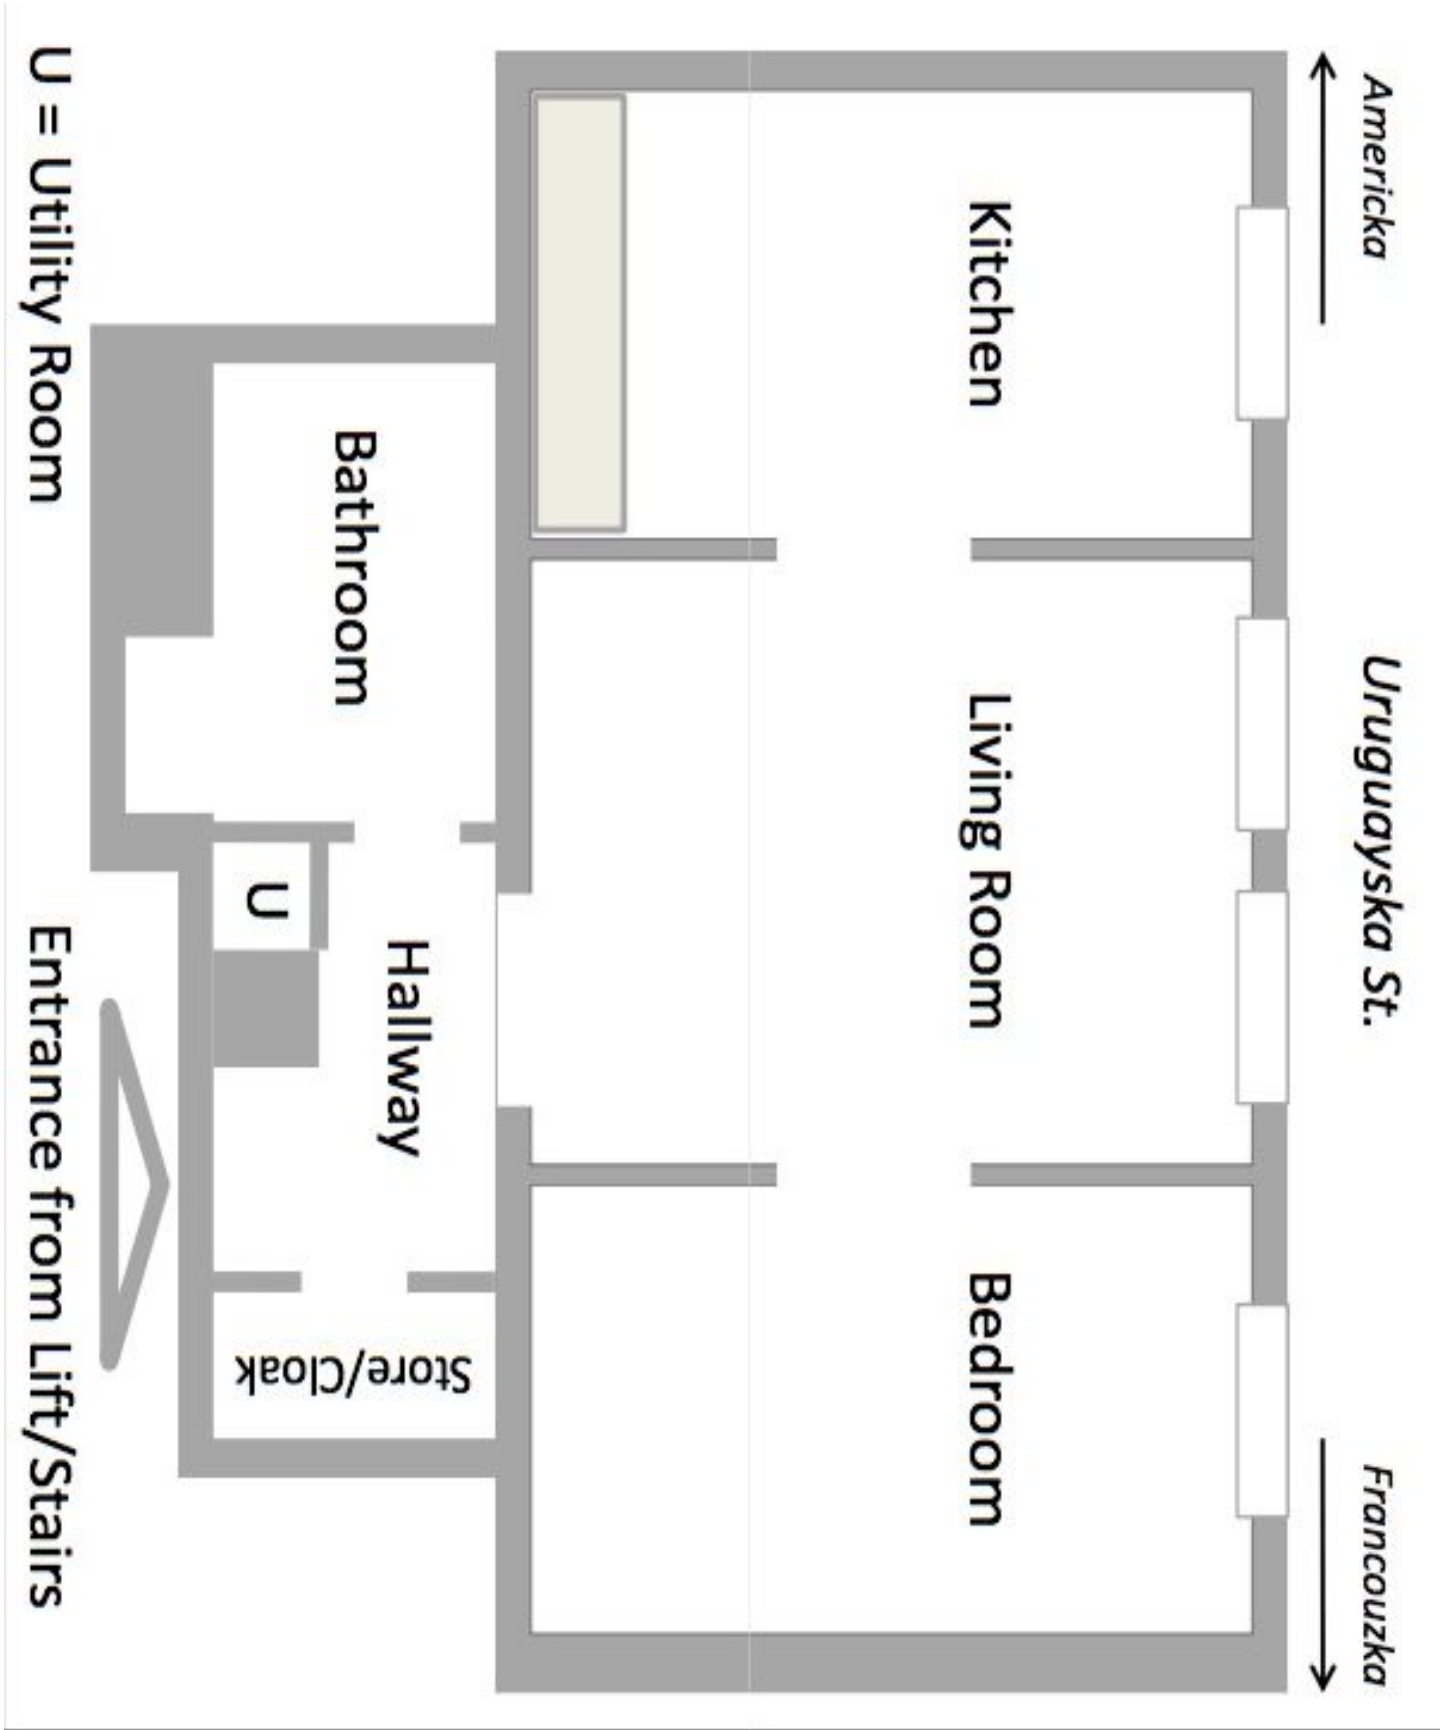 Americka
Uruguayska St.
Francouzka
Kitchen
Living Room
Bedroom
Bathroom
Hallway
Store/Cloak
U
U = Utility Room
Entrance from Lift/Stairs